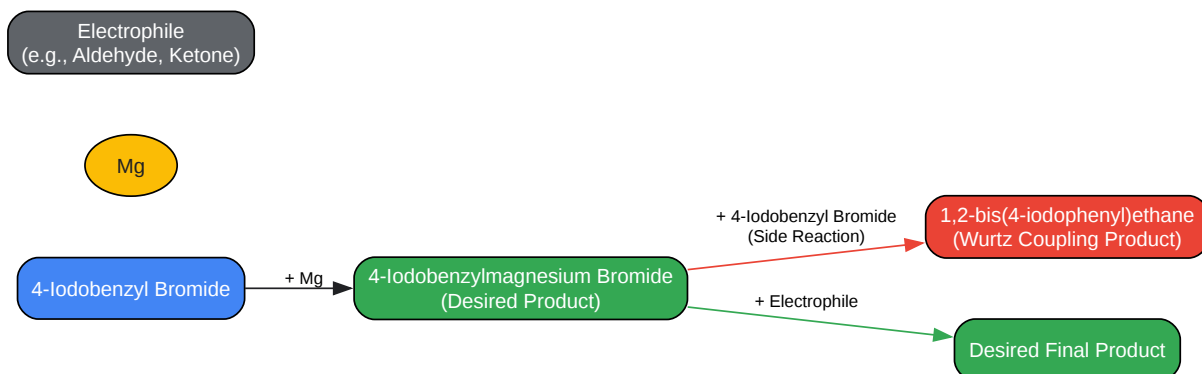 Electrophile
(e.g., Aldehyde, Ketone)
Mg
4-Iodobenzyl Bromide
+ Mg
4-Iodobenzylmagnesium Bromide
(Desired Product)
+ 4-Iodobenzyl Bromide
(Side Reaction)
1,2-bis(4-iodophenyl)ethane
(Wurtz Coupling Product)
+ Electrophile
Desired Final Product